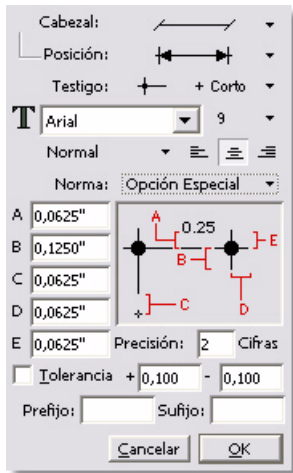 Cabezal:
Posición:
Testigo: + Corto
T Arial 9
Normal
Norma: Opción Especial
A 0,0625"
B 0,1250"
C 0,0625"
D 0,0625"
E 0,0625"
A 0.25 E
B
C D
Precisión: 2 Cifras
Tolerancia + 0,100 - 0,100
Prefijo: Sufijo:
Cancelar OK